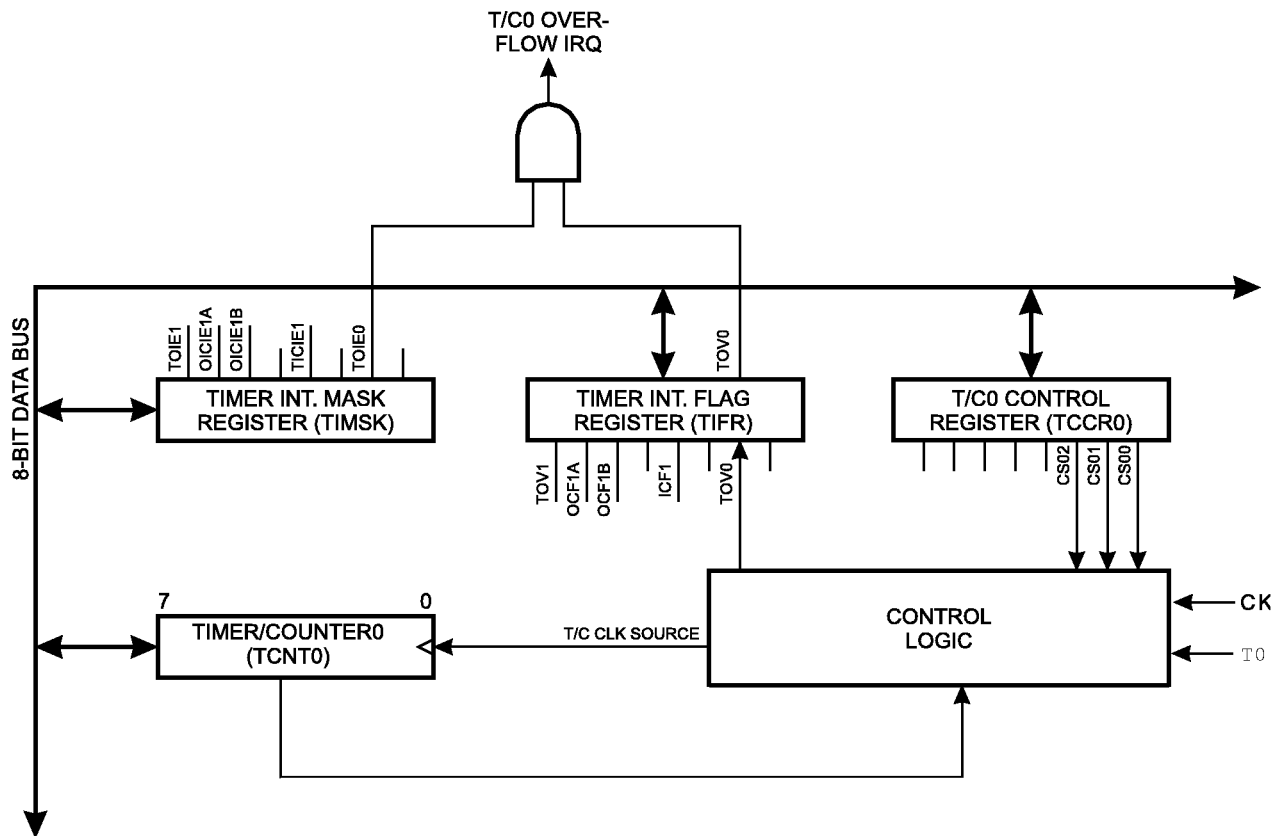 T/C0 OVER-
FLOW IRQ
8-BIT DATA BUS
TOIE1
OICIE1A
OICIE1B
TICIE1
TOIE0
TOV0
TIMER INT. MASK
REGISTER (TIMSK)
TIMER INT. FLAG
REGISTER (TIFR)
T/C0 CONTROL
REGISTER (TCCR0)
TOV1
OCF1A
OCF1B
ICF1
TOV0
CS02
CS01
CS00
7
0
TIMER/COUNTER0
(TCNT0)
T/C CLK SOURCE
CONTROL
LOGIC
CK
T0